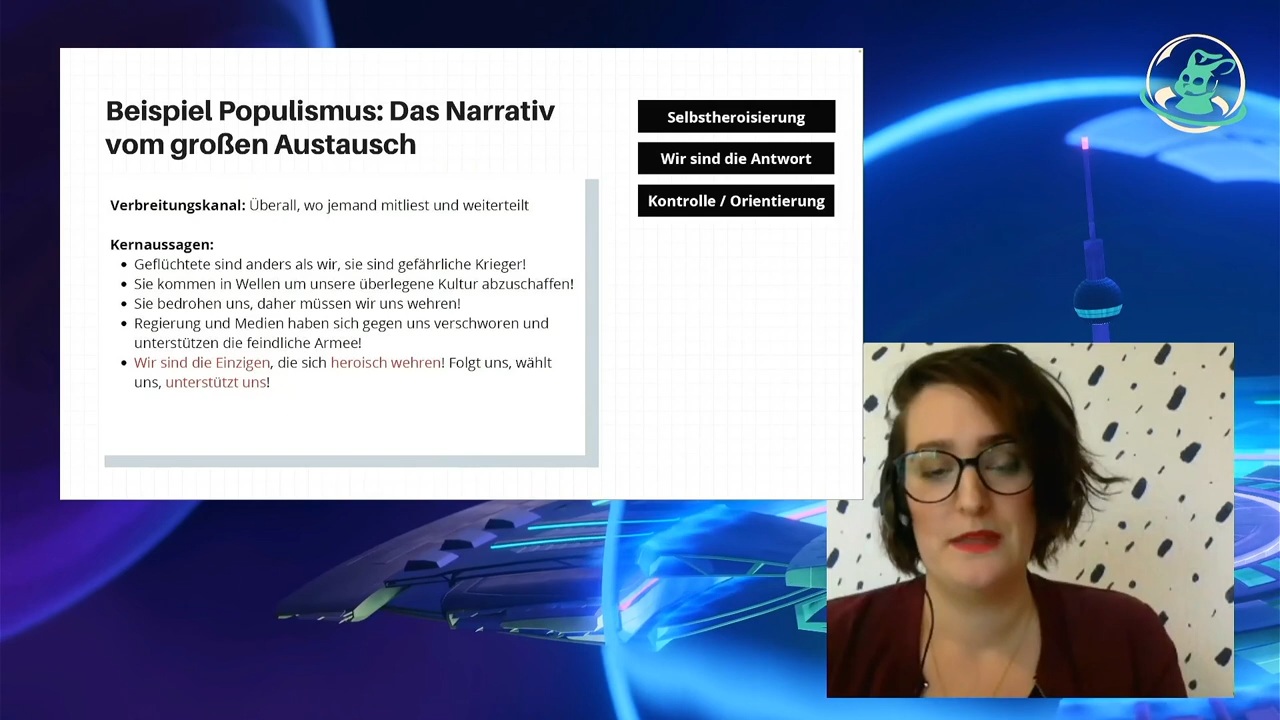 Beispiel Populismus: Das Narrativ
vom großen Austausch
Verbreitungskanal: Überall, wo jemand mitliest und weiterteilt
Kernaussagen:
Geflüchtete sind anders als wir, sie sind gefährliche Krieger!
Sie kommen in Wellen um unsere überlegene Kultur abzuschaffen!
Sie bedrohen uns, daher müssen wir uns wehren!
Regierung und Medien haben sich gegen uns verschworen und
unterstützen die feindliche Armee!
Wir sind die Einzigen, die sich heroisch wehren! Folgt uns, wählt
uns, unterstützt uns!
Selbstheroisierung
Wir sind die Antwort
Kontrolle / Orientierung